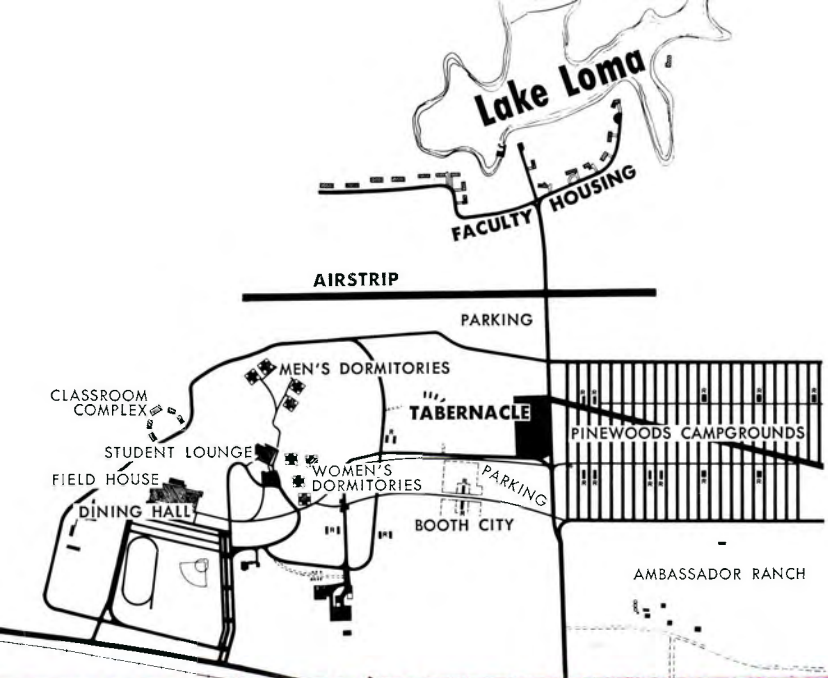 Lake Loma
FACULTY HOUSING
AIRSTRIP
PARKING
MEN'S DORMITORIES
CLASSROOM
COMPLEX
TABERNACLE
PINEWOODS CAMPGROUNDS
STUDENT LOUNGE
WOMEN'S
DORMITORIES
FIELD HOUSE
PARKING
DINING HALL
BOOTH CITY
AMBASSADOR RANCH